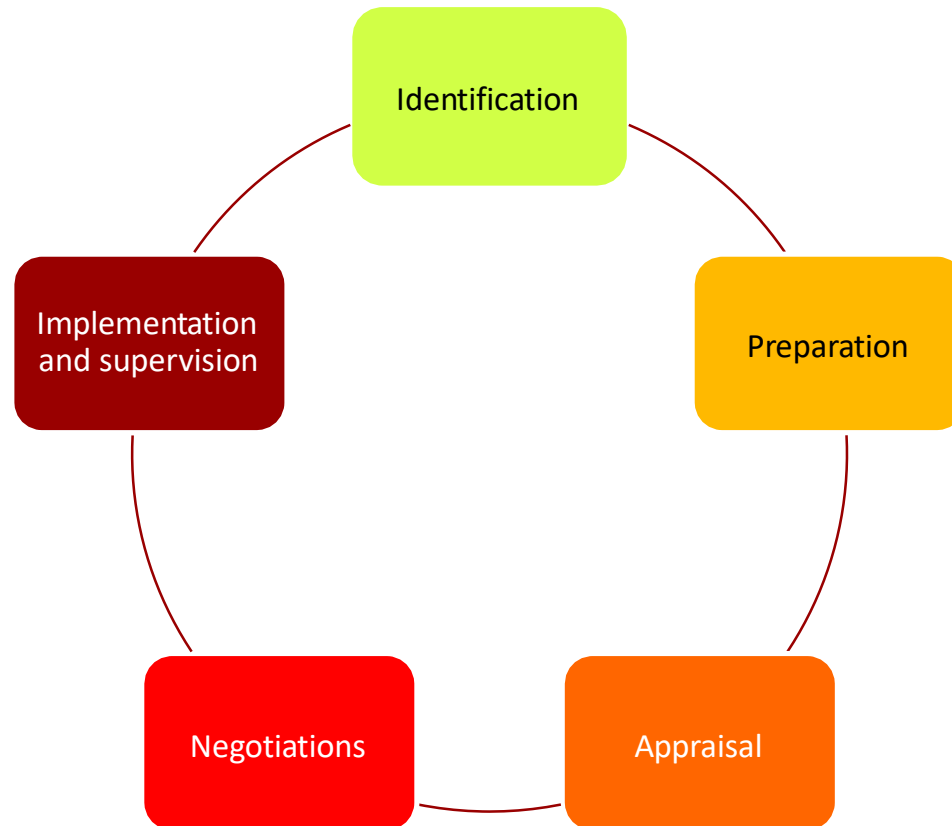 Identification
Preparation
Appraisal
Negotiations
Implementation
and supervision